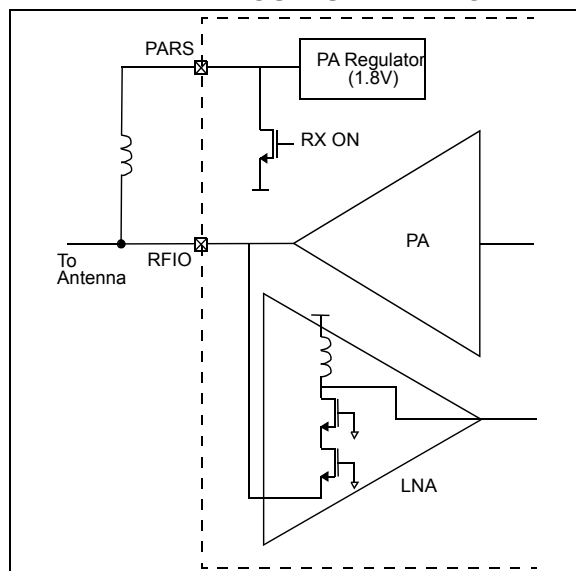 PARS
PA Regulator
(1.8V)
RX ON
PA
To
Antenna
RFIO
LNA